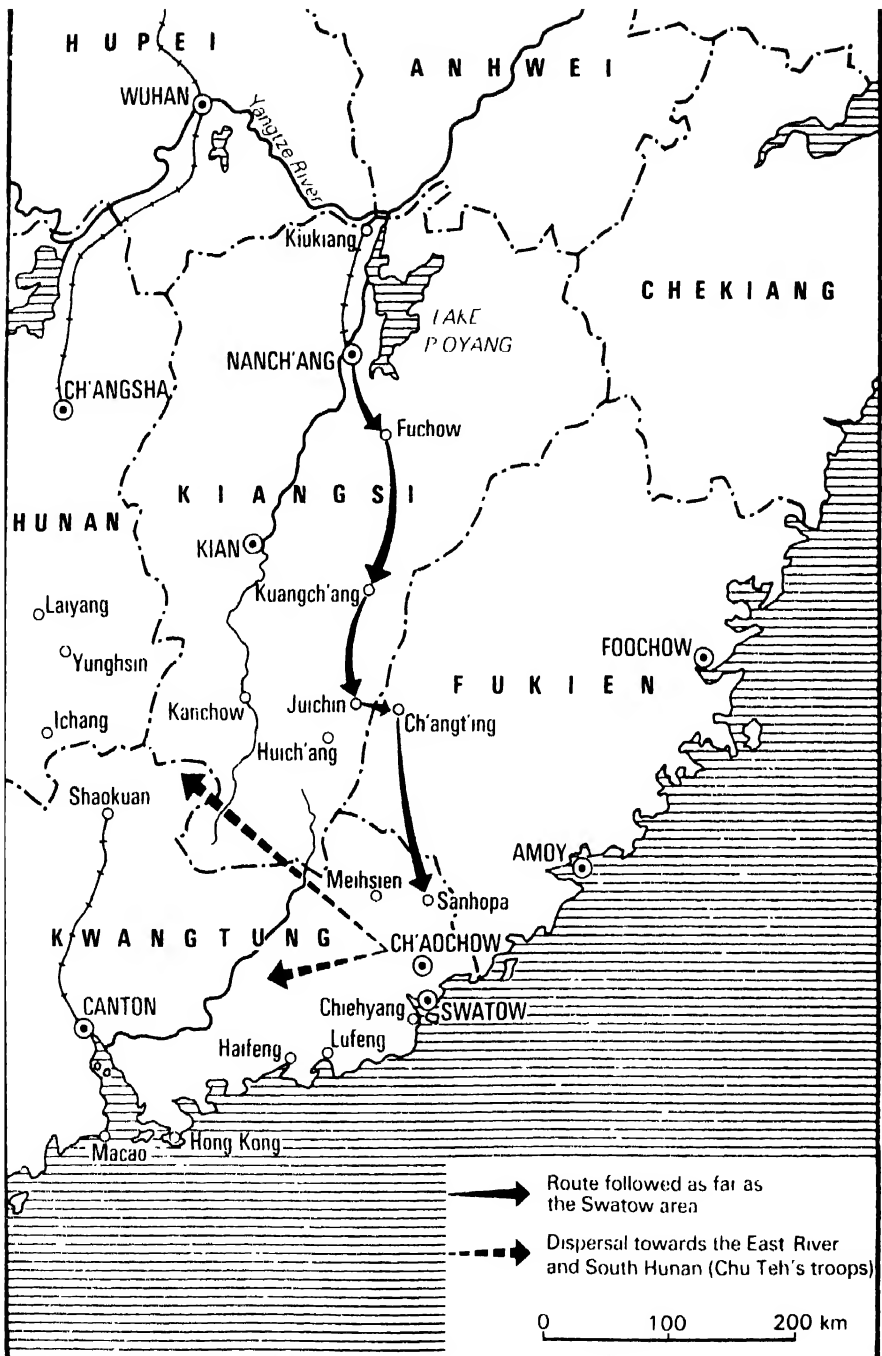 HUPEI
ANHWEI
WUHAN
Yangtze River
Kiukiang
CHEKIANG
LAKE
POYANG
NANCH'ANG
CH'ANGSHA
Fuchow
KIANGSI
HUNAN
KIAN
Kuangch'ang
Laiyang
FOOCHOW
Yunghsin
FUKIEN
Kanchow
Juichin
Ch'angt'ing
Ichang
Huich'ang
Shaokuan
AMOY
Meihsien
Sanhopa
KWANGTUNG
CH'AOCHOW
Chiehyang
SWATOW
CANTON
Haifeng
Lufeng
Macao
Hong Kong
Route followed as far as
the Swatow area
Dispersal towards the East River
and South Hunan (Chu Teh's troops)
0 100 200 km